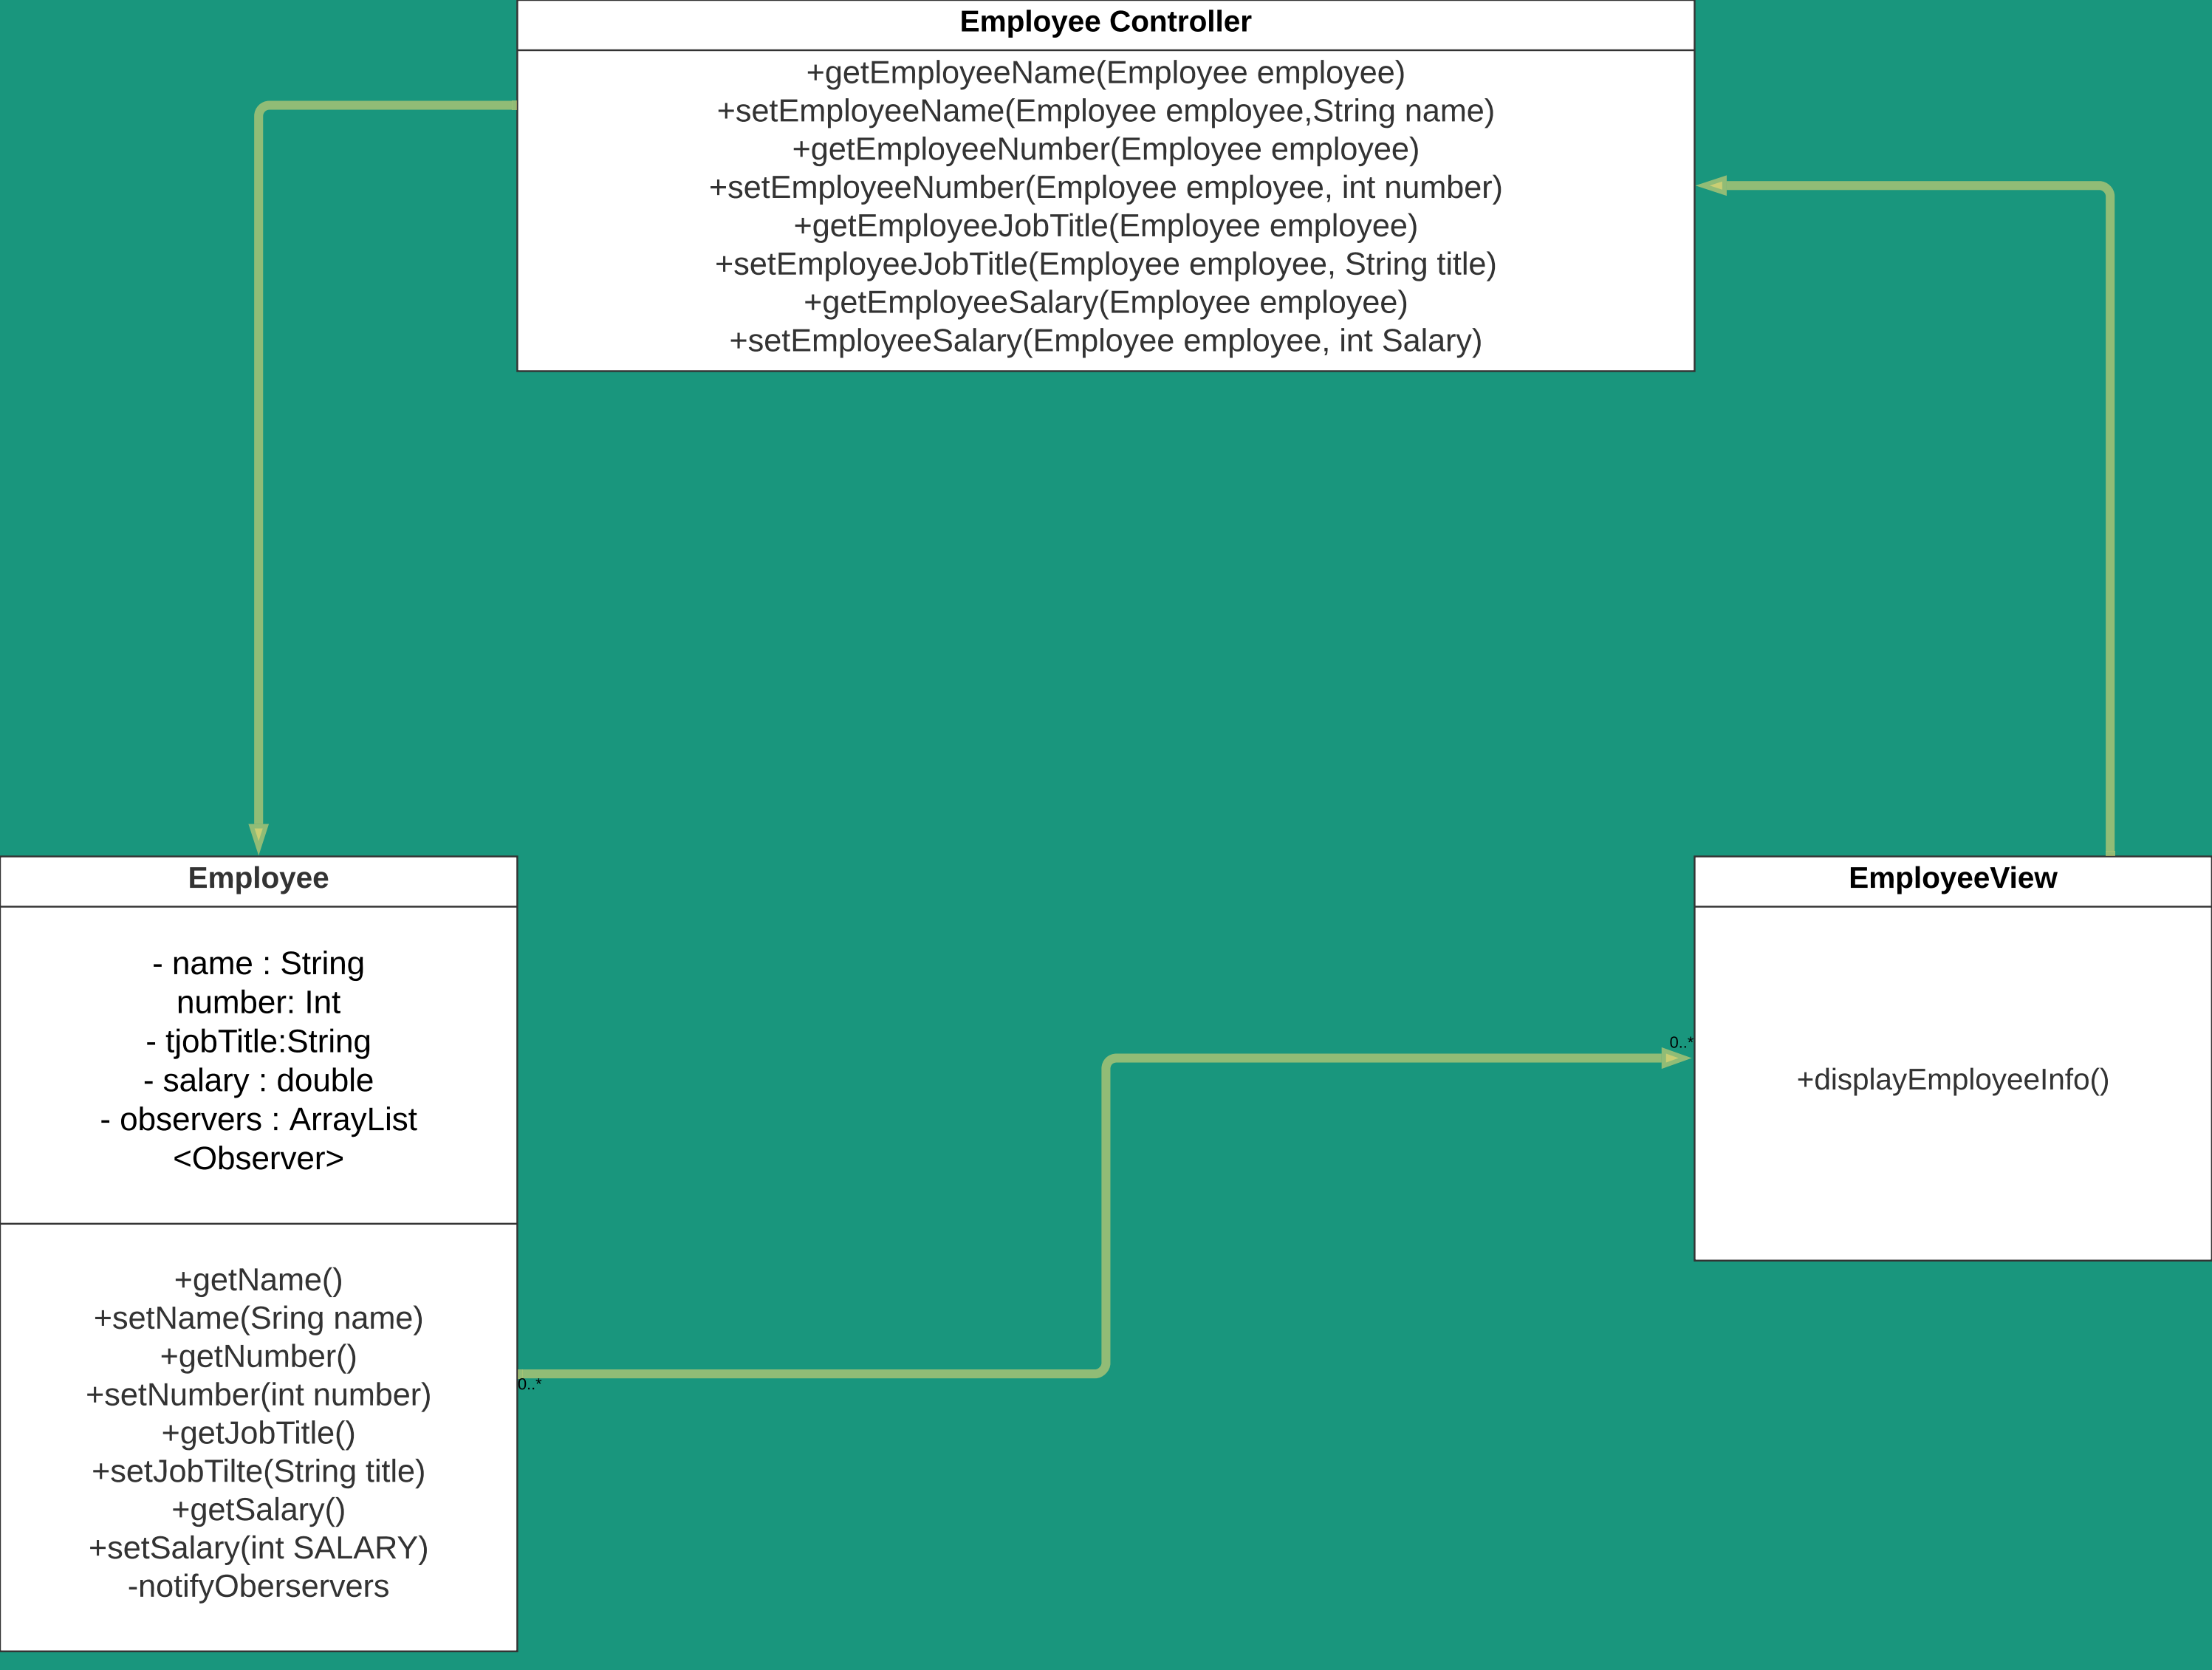 Employee Controller
+getEmployeeName(Employee employee)
+setEmployeeName(Employee employee,String name)
+getEmployeeNumber(Employee employee)
+setEmployeeNumber(Employee employee, int number)
+getEmployeeJobTitle(Employee employee)
+setEmployeeJobTitle(Employee employee, String title)
+getEmployeeSalary(Employee employee)
+setEmployeeSalary(Employee employee, int Salary)
Employee
- name : String
number: Int
- tjobTitle:String
- salary : double
- observers : ArrayList
<Observer>
+getName()
+setName(Sring name)
+getNumber()
+setNumber(int number)
+getJobTitle()
+setJobTilte(String title)
+getSalary()
+setSalary(int SALARY)
-notifyOberservers
0..*
0..*
EmployeeView
+displayEmployeeInfo()